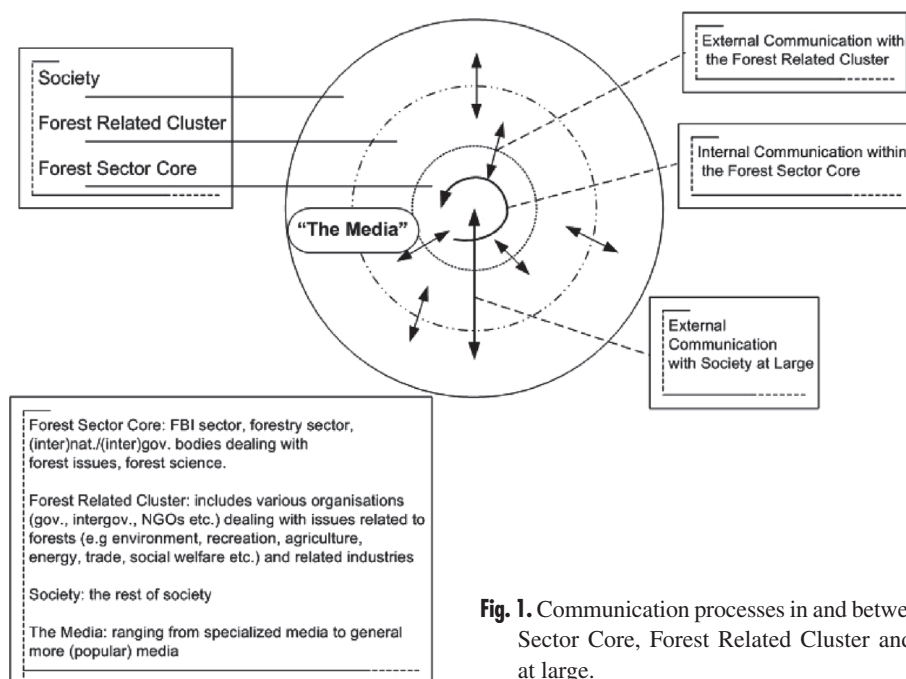 Society
Forest Related Cluster
Forest Sector Core
"The Media"
External Communication with
the Forest Related Cluster
Internal Communication within
the Forest Sector Core
External
Communication
with Society at Large
Forest Sector Core: FBI sector, forestry sector,
(inter)nat./(inter)gov. bodies dealing with
forest issues, forest science.
Forest Related Cluster: includes various organisations
(gov., intergov., NGOs etc.) dealing with issues related to
forests (e.g environment, recreation, agriculture,
energy, trade, social welfare etc.) and related industries
Society: the rest of society
The Media: ranging from specialized media to general
more (popular) media
Fig. 1. Communication processes in and betwe
Sector Core, Forest Related Cluster and
at large.